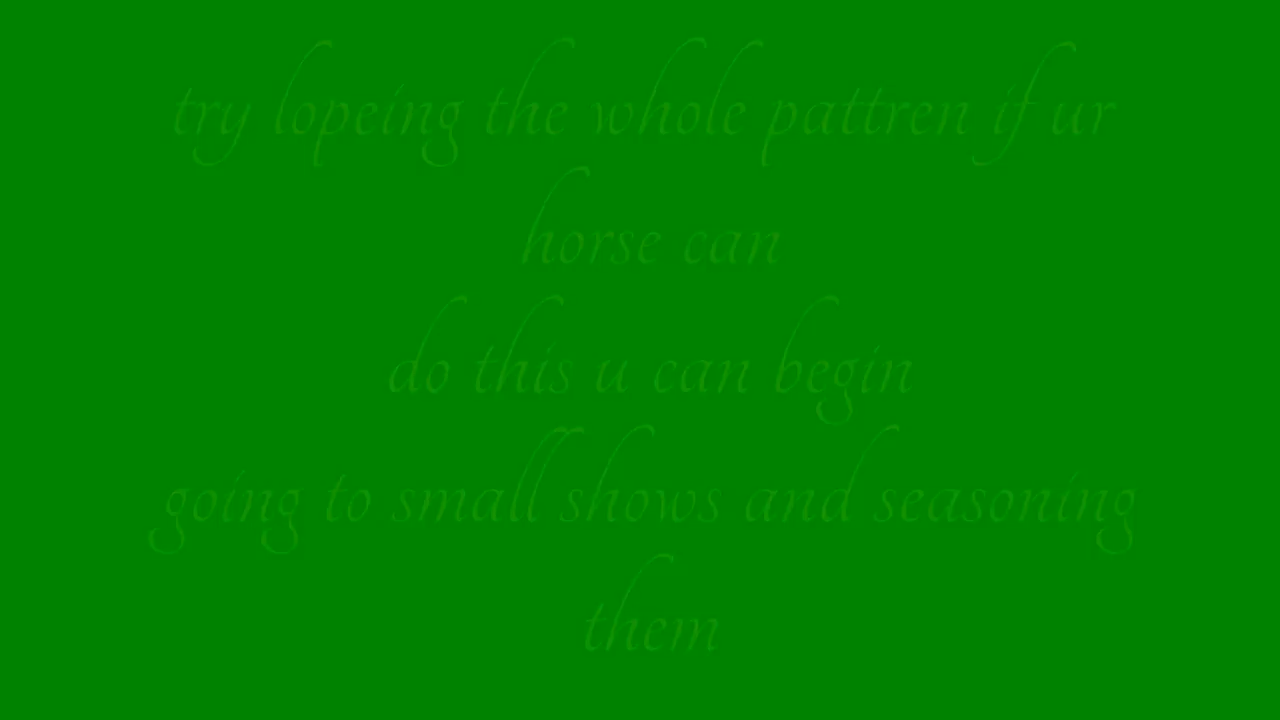 try lopeing the whole pattren if ur
horse can
do this u can begin
going to small shows and seasoning
them